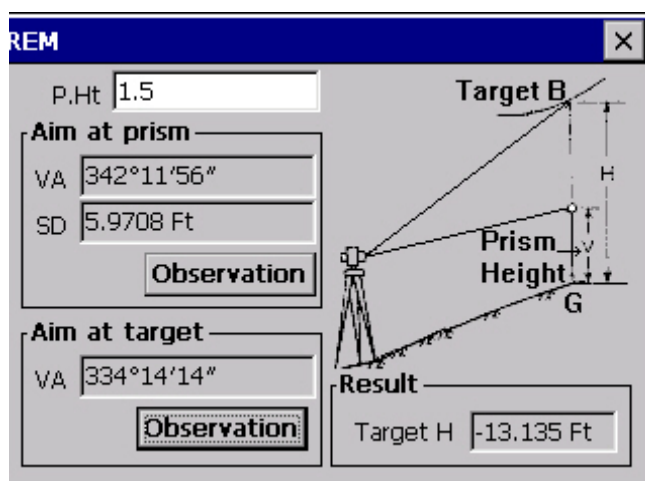 REM
P.Ht 1.5
Aim at prism
VA 342°11'56"
SD 5.9708 Ft
Observation
Aim at target
VA 334°14'14"
Observation
Target B
H
Prism
V
Height
G
Result
Target H -13.135 Ft